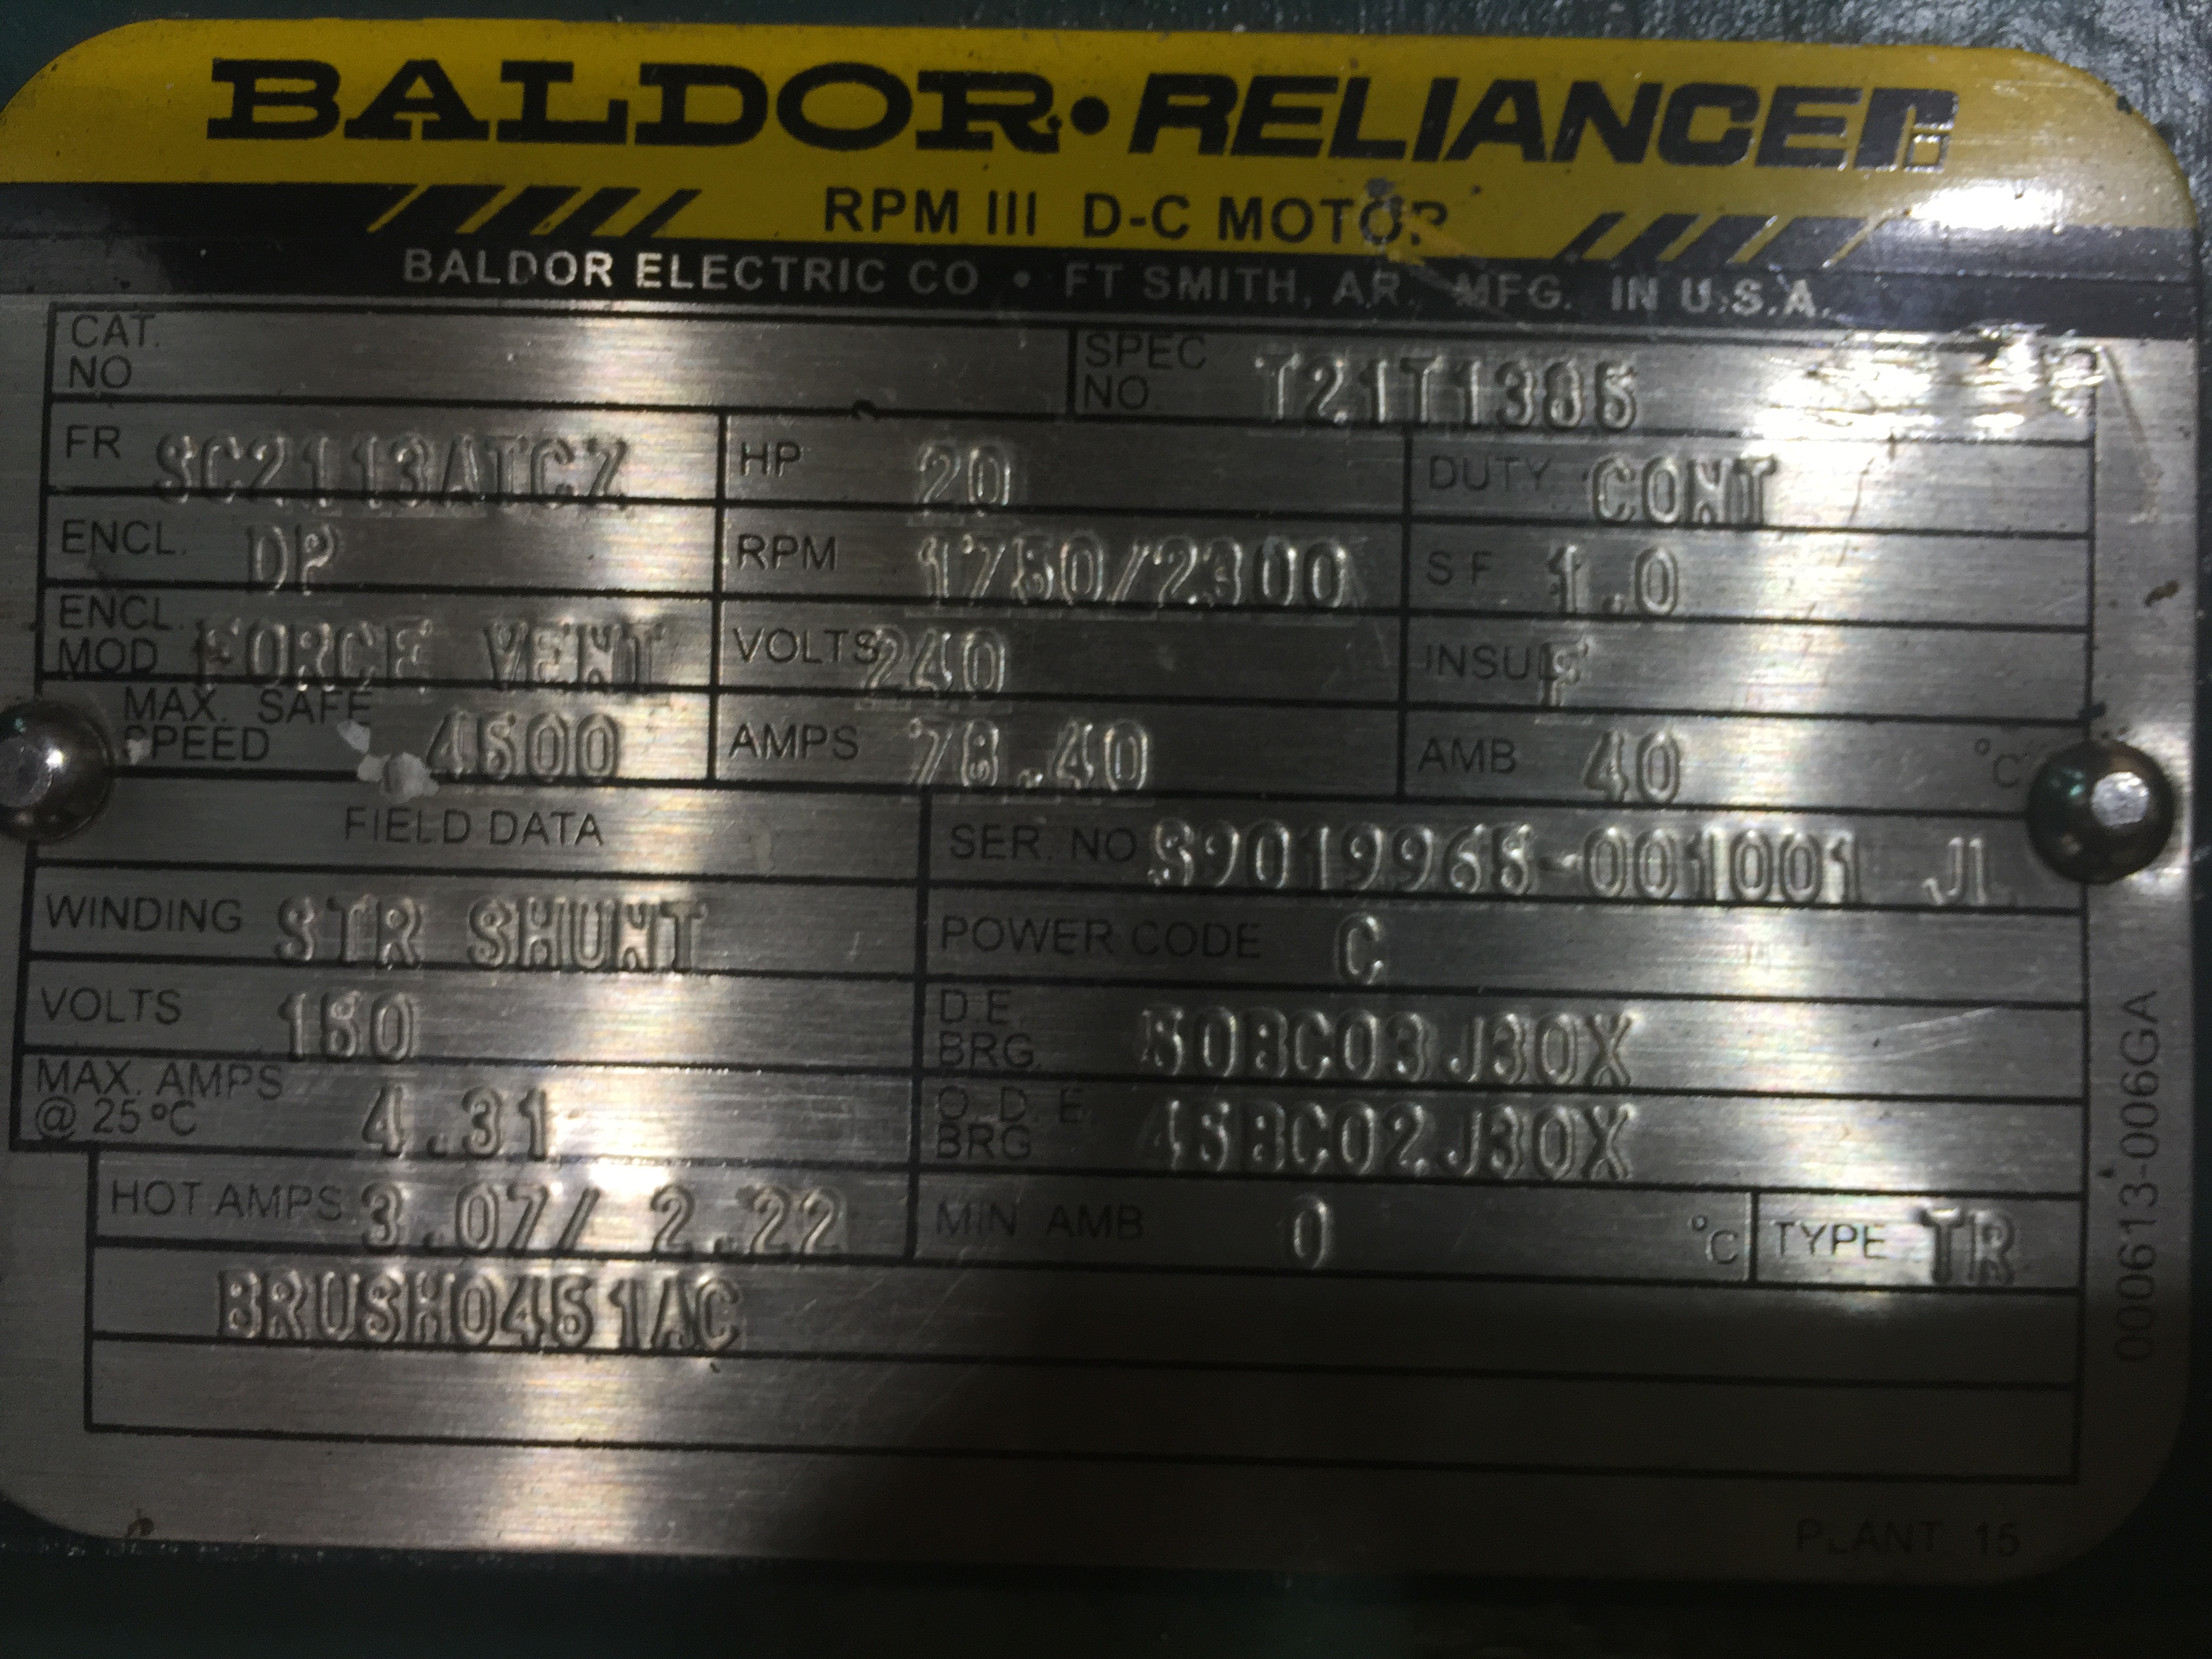 BALDOR • RELIANCE
RPM III D-C MOTOR
BALDOR ELECTRIC CO • FT SMITH, AR. MFG. IN U.S.A.
CAT. NO
SPEC NO T21T1385
FR SC2113ATCZ
HP 20
DUTY CONT
ENCL. DP
RPM 1750/2300
S F 1.0
ENCL. MOD FORCE VENT
VOLTS 240
INSUL F
MAX. SAFE SPEED 4500
AMPS 78.40
AMB 40 °C
FIELD DATA
SER. NO S9019965-001001 JL
WINDING STR SHUNT
POWER CODE C
VOLTS 150
D.E. BRG. 50BC03J30X
MAX. AMPS @ 25°C 4.31
O.D.E BRG 45BC02J30X
HOT AMPS 3.07/ 2.22
MIN AMB 0 °C
TYPE TR
BRUSH0451AC
000613-006GA
PLANT 15